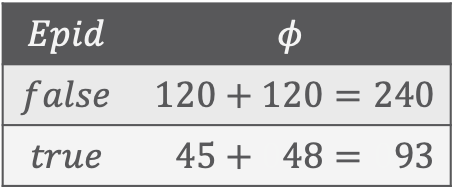 Epid ϕ
false 120 + 120 = 240
true 45 + 48 = 93